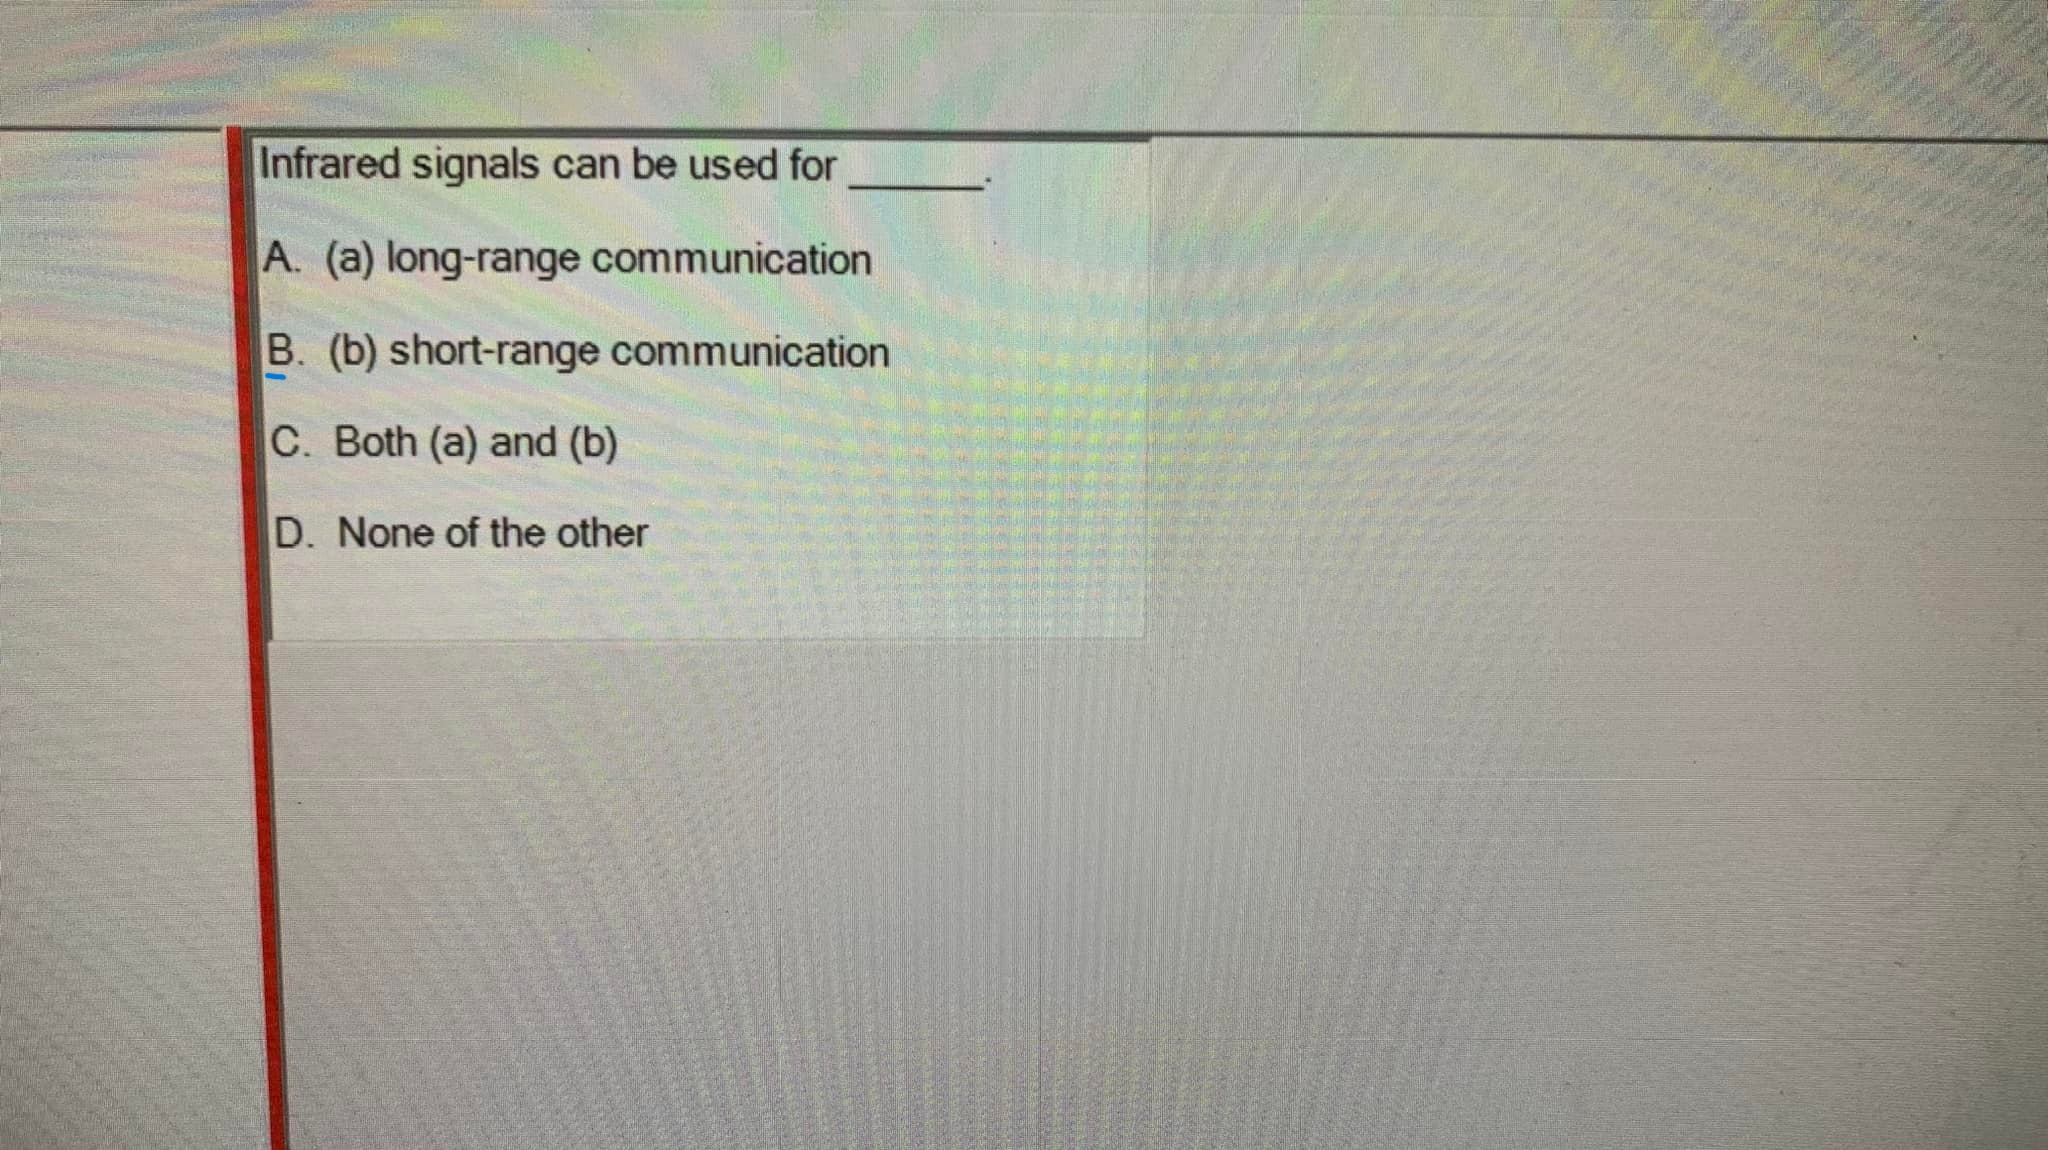 Infrared signals can be used for ______.
A. (a) long-range communication
B. (b) short-range communication
C. Both (a) and (b)
D. None of the other